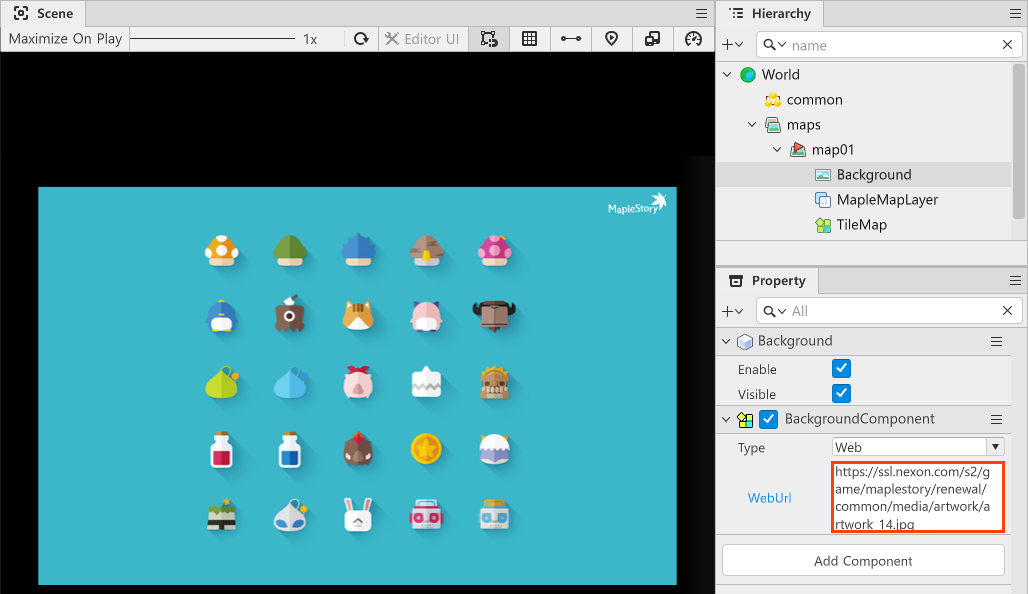 Scene
Maximize On Play
1x
Editor UI
MapleStory
Hierarchy
name
World
common
maps
map01
Background
MapleMapLayer
TileMap
Property
All
Background
Enable
Visible
BackgroundComponent
Type
Web
WebUrl
https://ssl.nexon.com/s2/g
ame/maplestory/renewal/
common/media/artwork/a
rtwork_14.jpg
Add Component